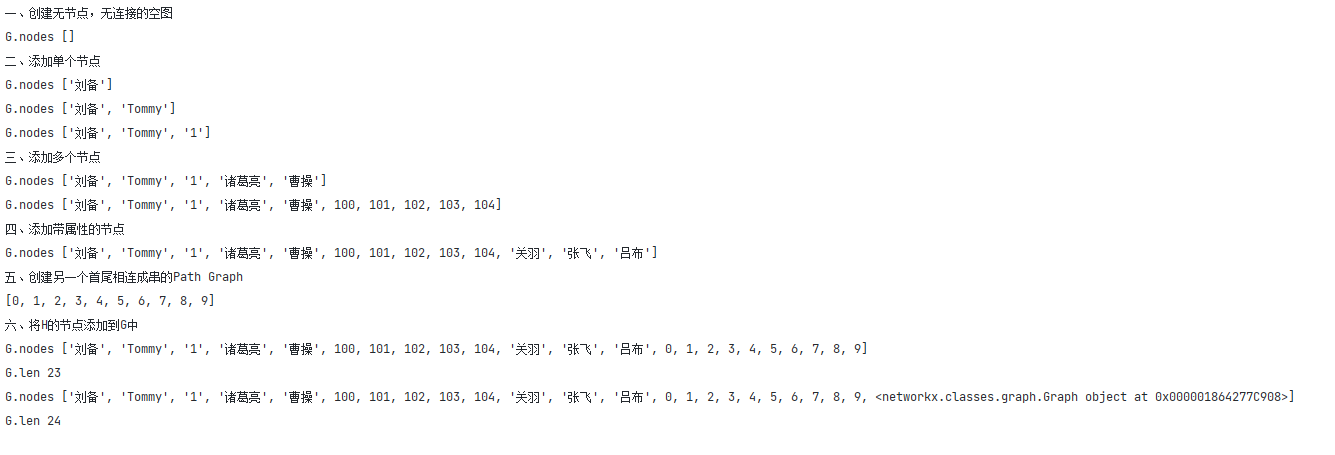 一、创建无节点，无连接的空图
G.nodes []
二、添加单个节点
G.nodes ['刘备']
G.nodes ['刘备', 'Tommy']
G.nodes ['刘备', 'Tommy', '1']
三、添加多个节点
G.nodes ['刘备', 'Tommy', '1', '诸葛亮', '曹操']
G.nodes ['刘备', 'Tommy', '1', '诸葛亮', '曹操', 100, 101, 102, 103, 104]
四、添加带属性的节点
G.nodes ['刘备', 'Tommy', '1', '诸葛亮', '曹操', 100, 101, 102, 103, 104, '关羽', '张飞', '吕布']
五、创建另一个首尾相连成串的Path Graph
[0, 1, 2, 3, 4, 5, 6, 7, 8, 9]
六、将H的节点添加到G中
G.nodes ['刘备', 'Tommy', '1', '诸葛亮', '曹操', 100, 101, 102, 103, 104, '关羽', '张飞', '吕布', 0, 1, 2, 3, 4, 5, 6, 7, 8, 9]
G.len 23
G.nodes ['刘备', 'Tommy', '1', '诸葛亮', '曹操', 100, 101, 102, 103, 104, '关羽', '张飞', '吕布', 0, 1, 2, 3, 4, 5, 6, 7, 8, 9, <networkx.classes.graph.Graph object at 0x000001864277C908>]
G.len 24